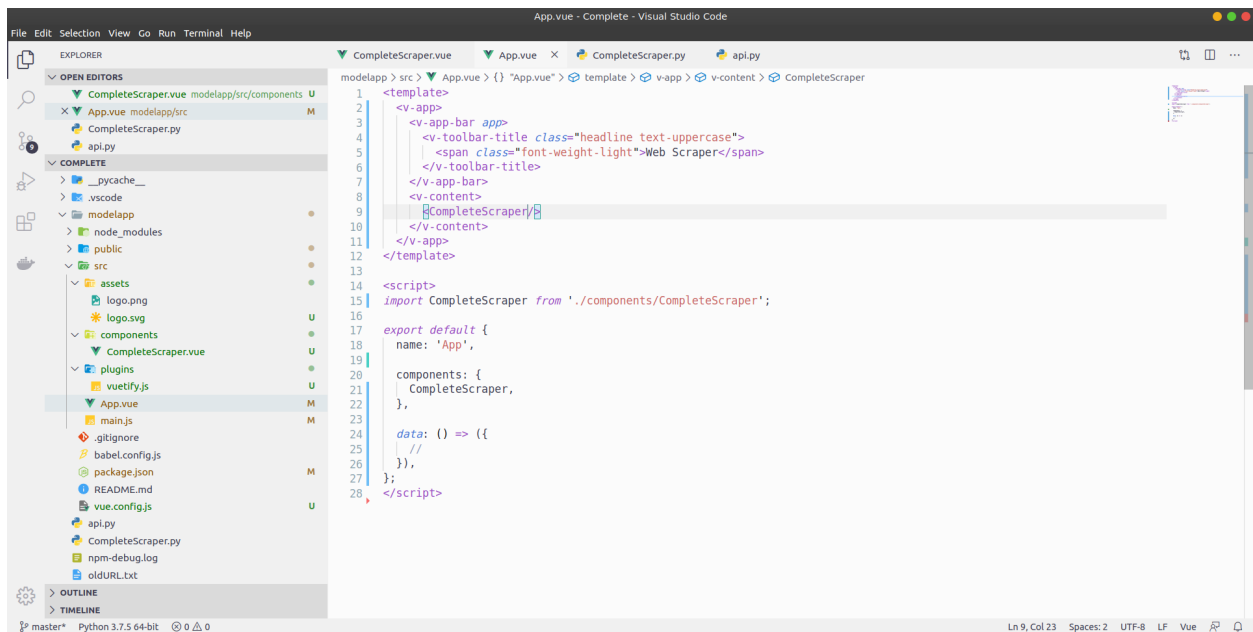 App.vue - Complete - Visual Studio Code
File Edit Selection View Go Run Terminal Help
EXPLORER
OPEN EDITORS
CompleteScraper.vue modelapp/src/components U
App.vue modelapp/src M
CompleteScraper.py
api.py
COMPLETE
__pycache__
.vscode
modelapp
node_modules
public
src
assets
logo.png
logo.svg U
components
CompleteScraper.vue U
plugins
vuetify.js U
App.vue M
main.js M
.gitignore
babel.config.js
package.json M
README.md
vue.config.js U
api.py
CompleteScraper.py
npm-debug.log
oldURL.txt
OUTLINE
TIMELINE
9
CompleteScraper.vue App.vue CompleteScraper.py api.py
modelapp > src > App.vue > {} "App.vue" > template > v-app > v-content > CompleteScraper
1 <template>
2 <v-app>
3 <v-app-bar app>
4 <v-toolbar-title class="headline text-uppercase">
5 <span class="font-weight-light">Web Scraper</span>
6 </v-toolbar-title>
7 </v-app-bar>
8 <v-content>
9 <CompleteScraper/>
10 </v-content>
11 </v-app>
12 </template>
13
14 <script>
15 import CompleteScraper from './components/CompleteScraper';
16
17 export default {
18 name: 'App',
19
20 components: {
21 CompleteScraper,
22 },
23
24 data: () => ({
25 //
26 }),
27 };
28 </script>
master* Python 3.7.5 64-bit 0 0 Ln 9, Col 23 Spaces: 2 UTF-8 LF Vue